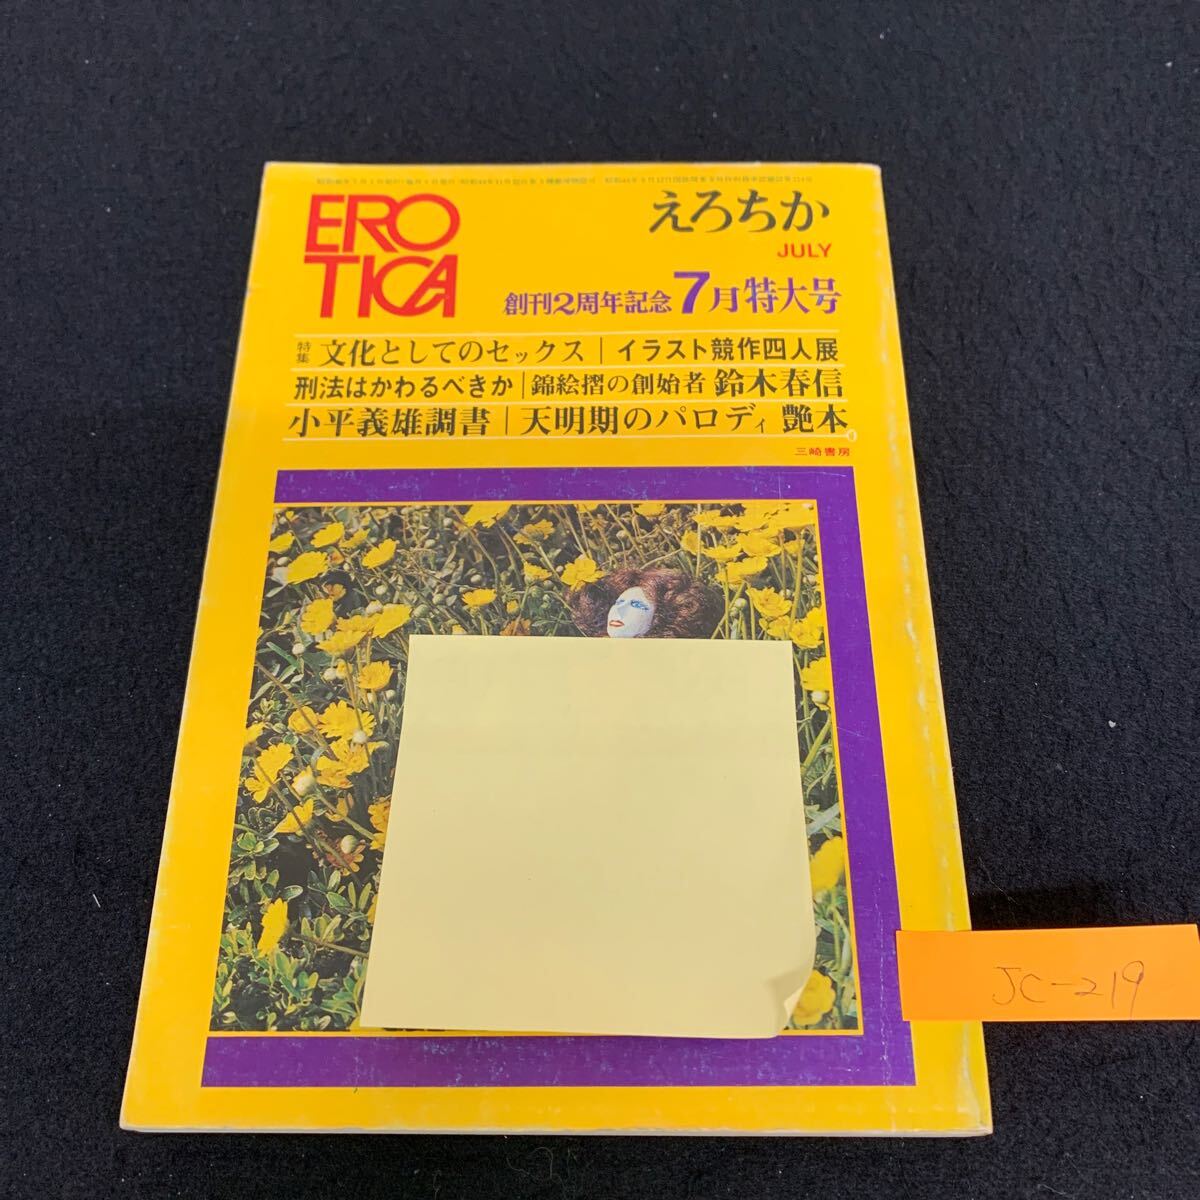 ERO
TICA
えろちか
JULY
創刊2周年記念7月特大号
特集 文化としてのセックス|イラスト競作四人展
刑法はかわるべきか|錦絵摺の創始者 鈴木春信
小平義雄調書|天明期のパロディ 艶本
三崎書房
JC-219